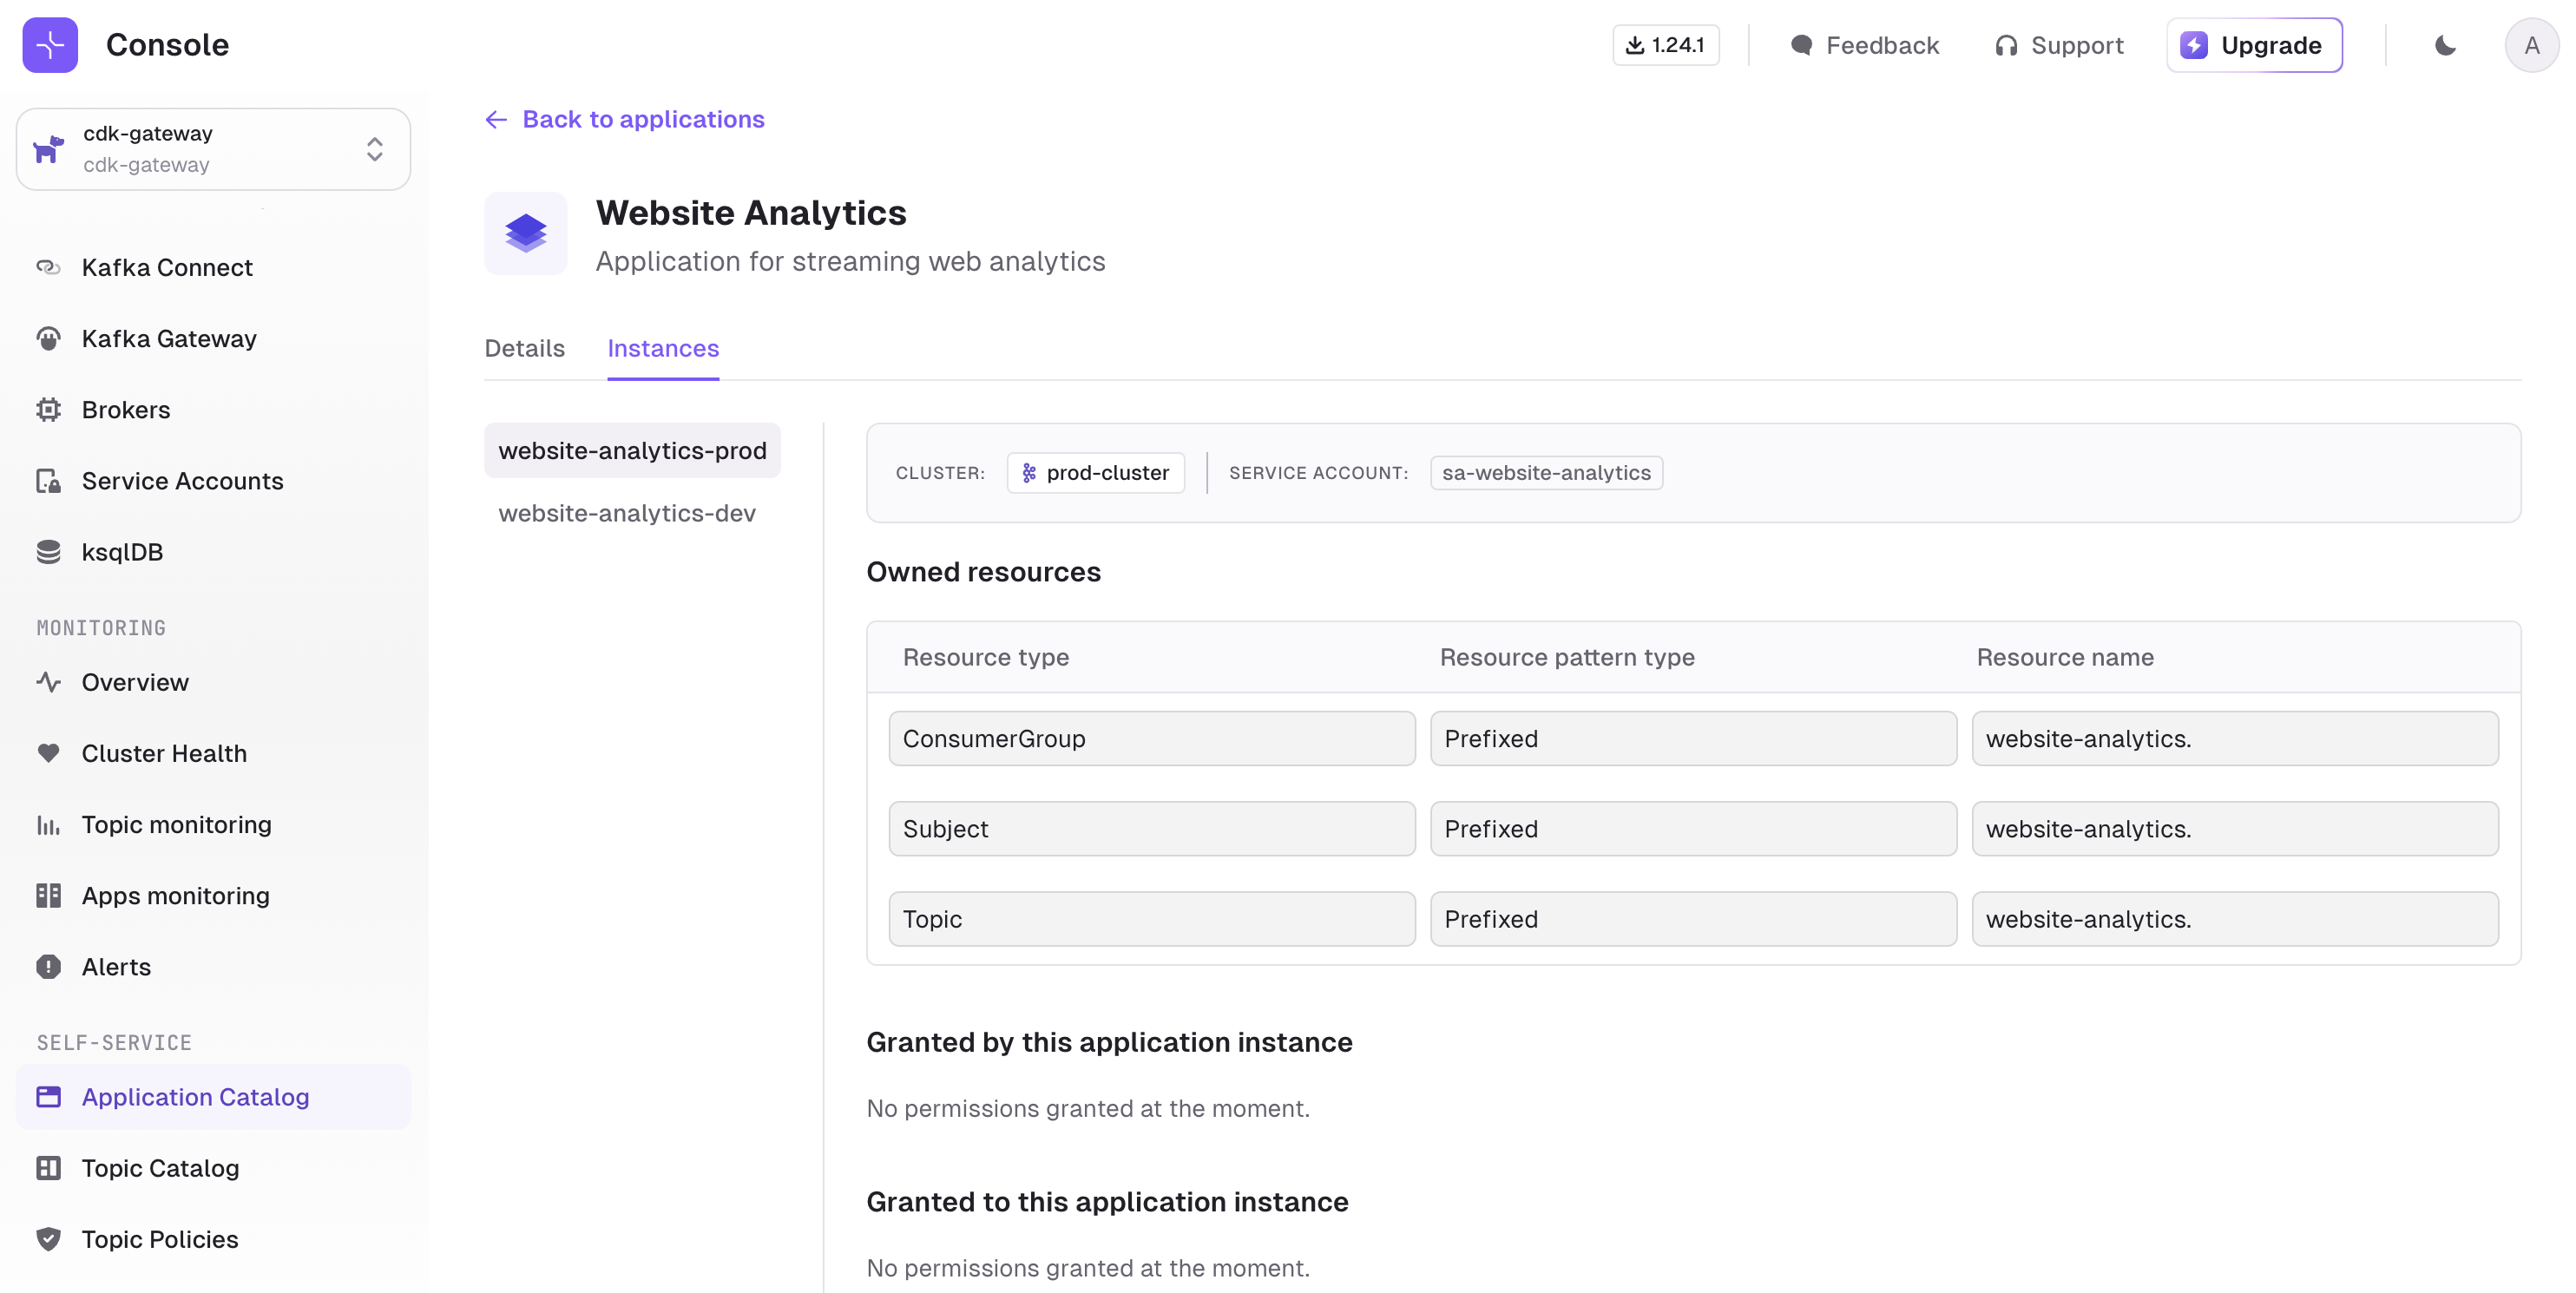 Console
1.24.1
Feedback
Support
Upgrade
A
cdk-gateway
cdk-gateway
Kafka Connect
Kafka Gateway
Brokers
Service Accounts
ksqlDB
MONITORING
Overview
Cluster Health
Topic monitoring
Apps monitoring
Alerts
SELF-SERVICE
Application Catalog
Topic Catalog
Topic Policies
Back to applications
Website Analytics
Application for streaming web analytics
Details Instances
website-analytics-prod
website-analytics-dev
CLUSTER: prod-cluster SERVICE ACCOUNT: sa-website-analytics
Owned resources
Resource type Resource pattern type Resource name
ConsumerGroup Prefixed website-analytics.
Subject Prefixed website-analytics.
Topic Prefixed website-analytics.
Granted by this application instance
No permissions granted at the moment.
Granted to this application instance
No permissions granted at the moment.